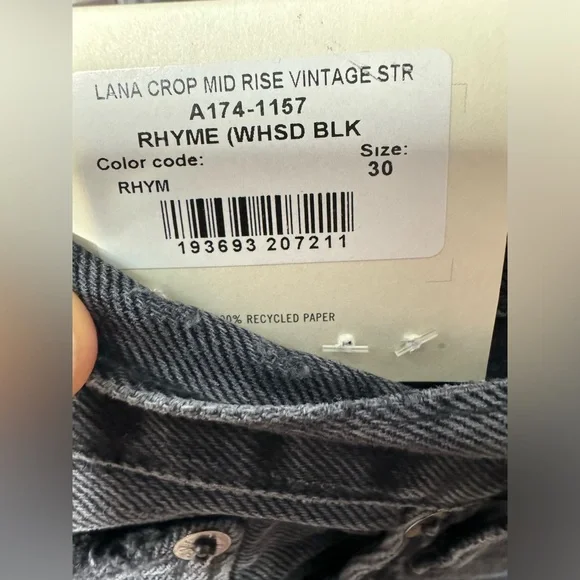 LANA CROP MID RISE VINTAGE STR
A174-1157
RHYME (WHSD BLK
Color code:
Size:
RHYM
30
193693 207211
RECYCLED PAPER